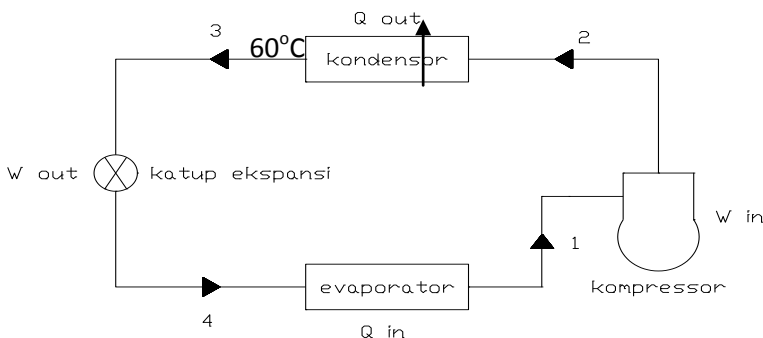 Q out
3
60°C
kondensor
2
W out
katup ekspansi
W in
1
kompressor
evaporator
4
Q in